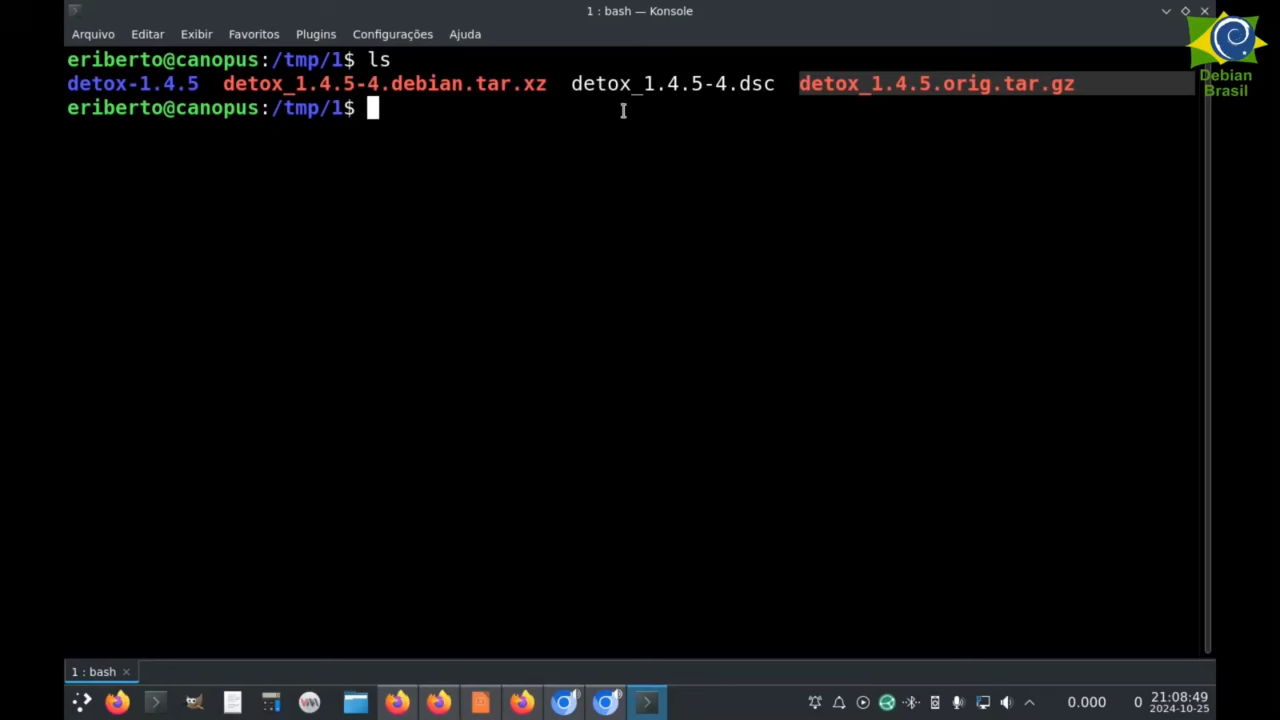 1 : bash — Konsole
Arquivo Editar Exibir Favoritos Plugins Configurações Ajuda
eriberto@canopus:/tmp/1$ ls
detox-1.4.5 detox_1.4.5-4.debian.tar.xz detox_1.4.5-4.dsc detox_1.4.5.orig.tar.gz
eriberto@canopus:/tmp/1$
Debian
Brasil
1 : bash
0.000 0 21:08:49
2024-10-25